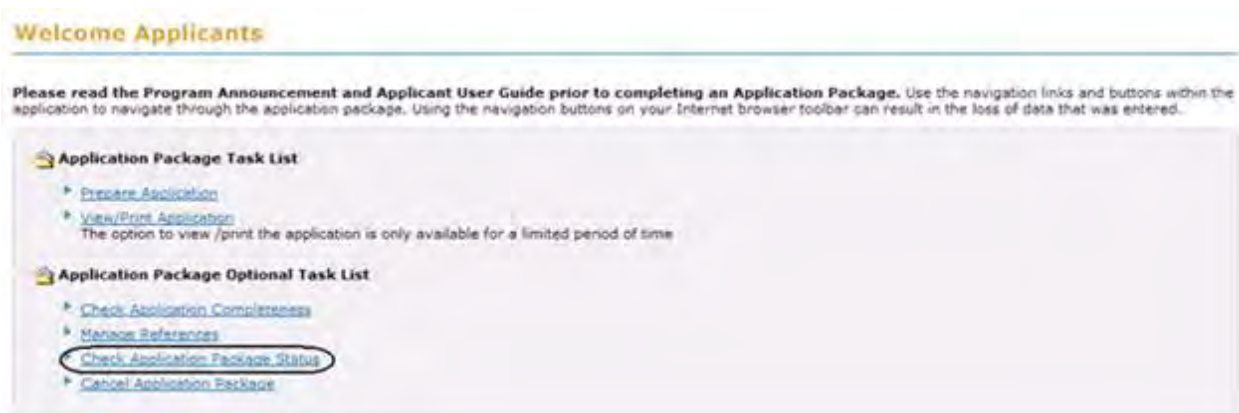 Welcome Applicants
Please read the Program Announcement and Applicant User Guide prior to completing an Application Package. Use the navigation links and buttons within the
application to navigate through the application package. Using the navigation buttons on your Internet browser toolbar can result in the loss of data that was entered.
Application Package Task List
Prepare Application
View/Print Application
The option to view /print the application is only available for a limited period of time
Application Package Optional Task List
Check Application Completeness
Manage References
Check Application Package Status
Cancel Application Package